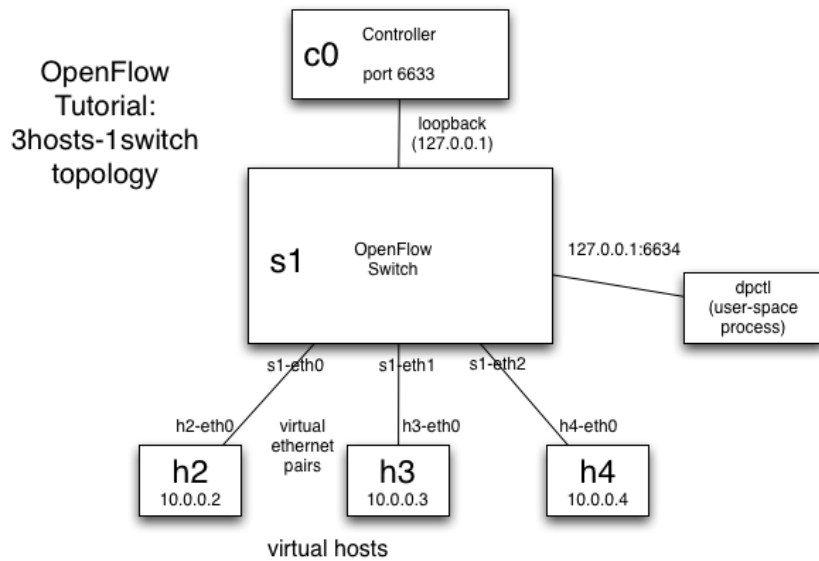 OpenFlow
Tutorial:
3hosts-1switch
topology
c0
Controller
port 6633
loopback
(127.0.0.1)
s1
OpenFlow
Switch
127.0.0.1:6634
dpctl
(user-space
process)
s1-eth0
s1-eth1
s1-eth2
h2-eth0
virtual
ethernet
pairs
h3-eth0
h4-eth0
h2
10.0.0.2
h3
10.0.0.3
h4
10.0.0.4
virtual hosts